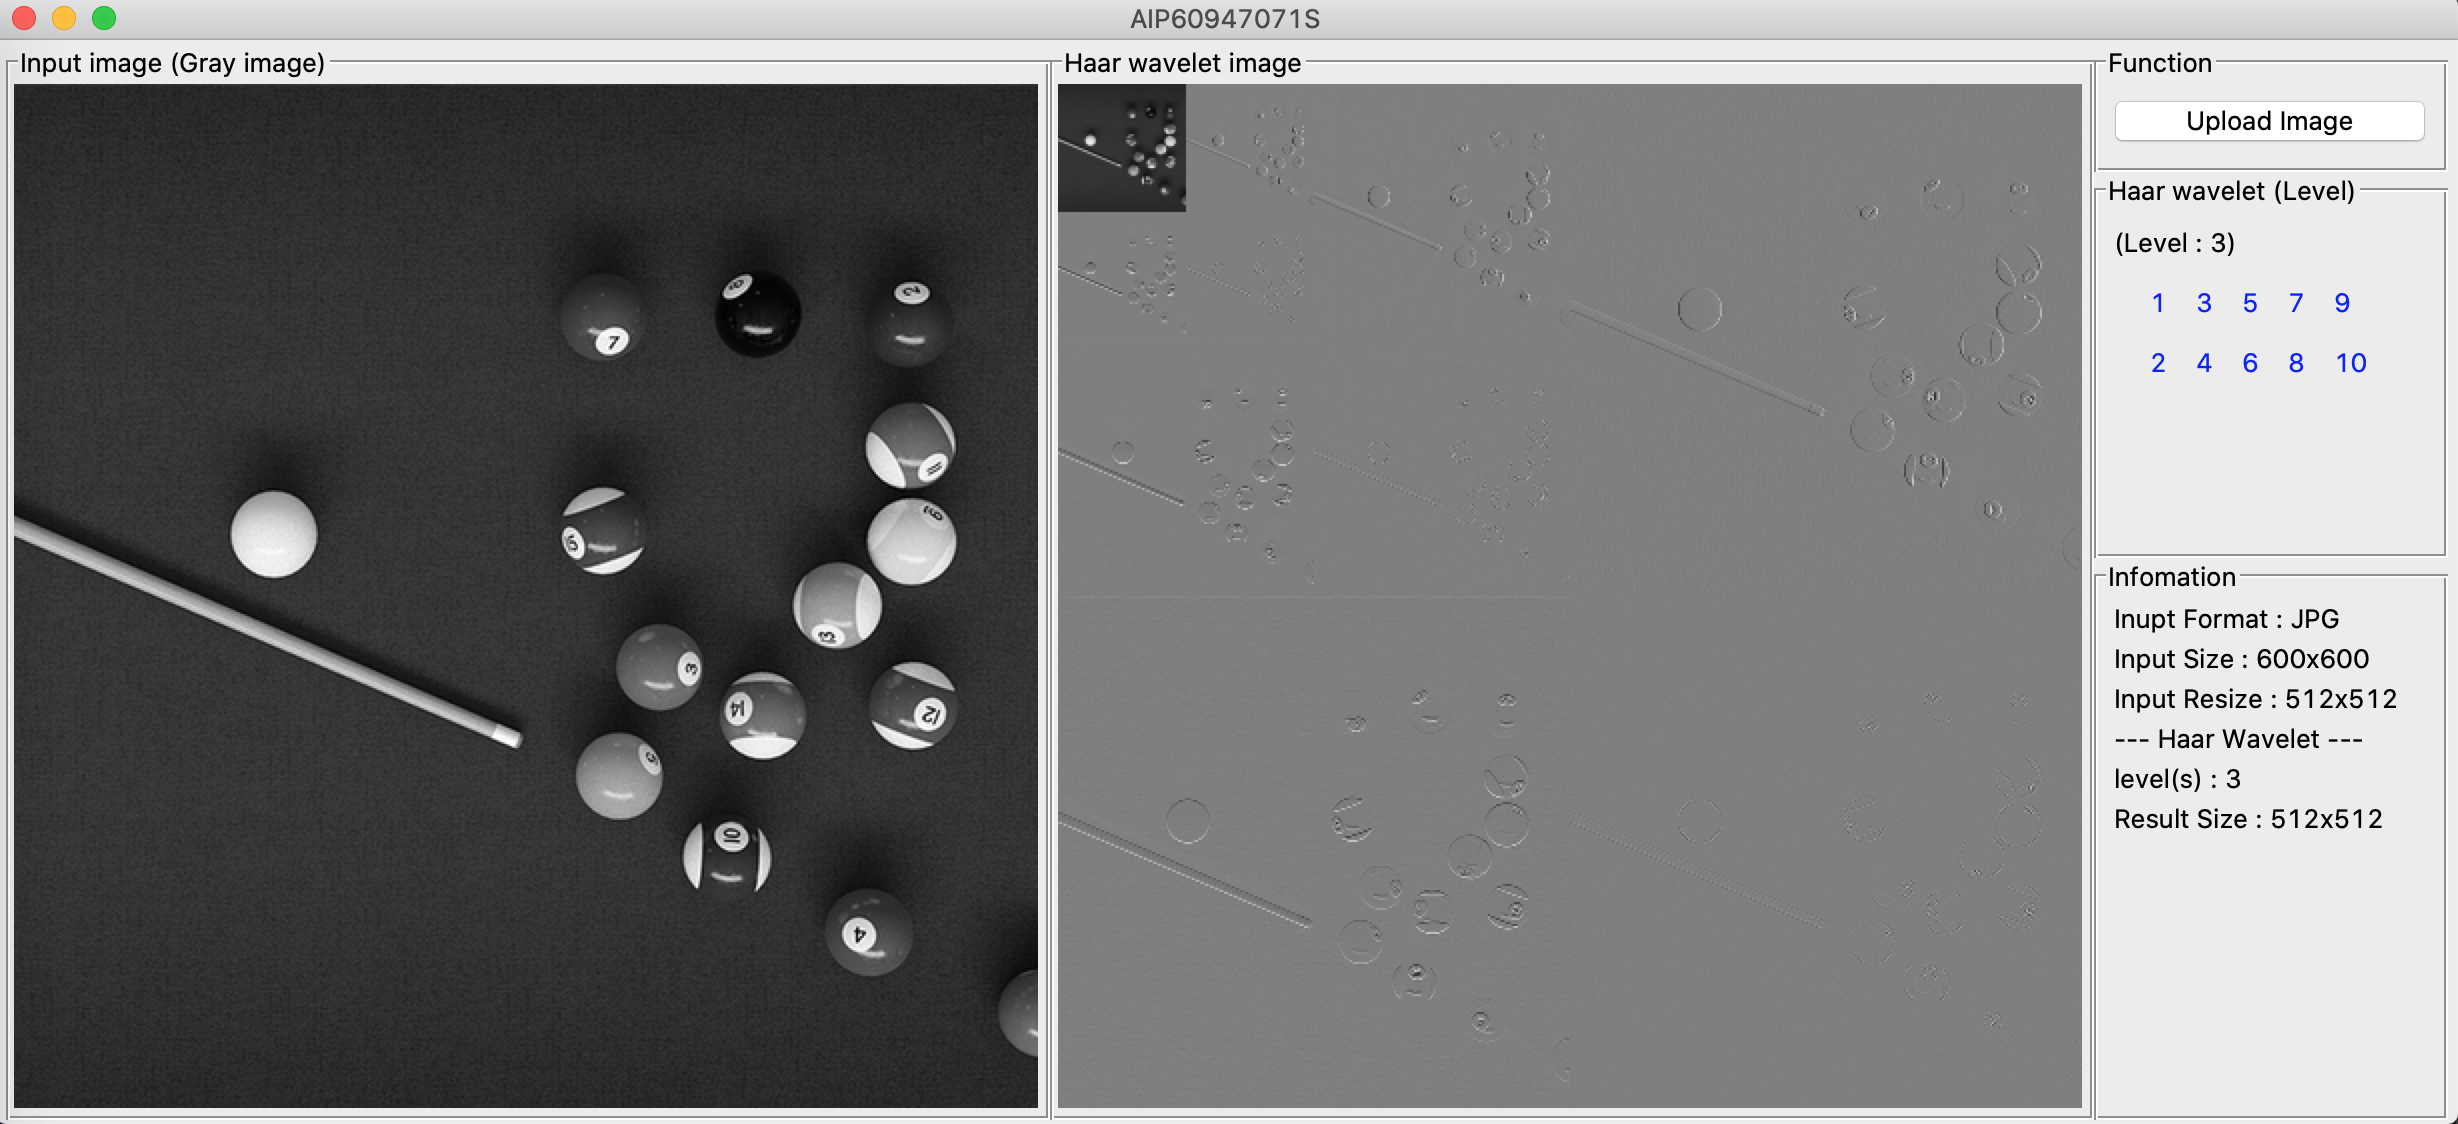 AIP60947071S
Input image (Gray image)
7
8
2
11
9
13
3
14
12
10
4
Haar wavelet image
Function
Upload Image
Haar wavelet (Level)
(Level : 3)
1 3 5 7 9
2 4 6 8 10
Infomation
Inupt Format : JPG
Input Size : 600x600
Input Resize : 512x512
--- Haar Wavelet ---
level(s) : 3
Result Size : 512x512